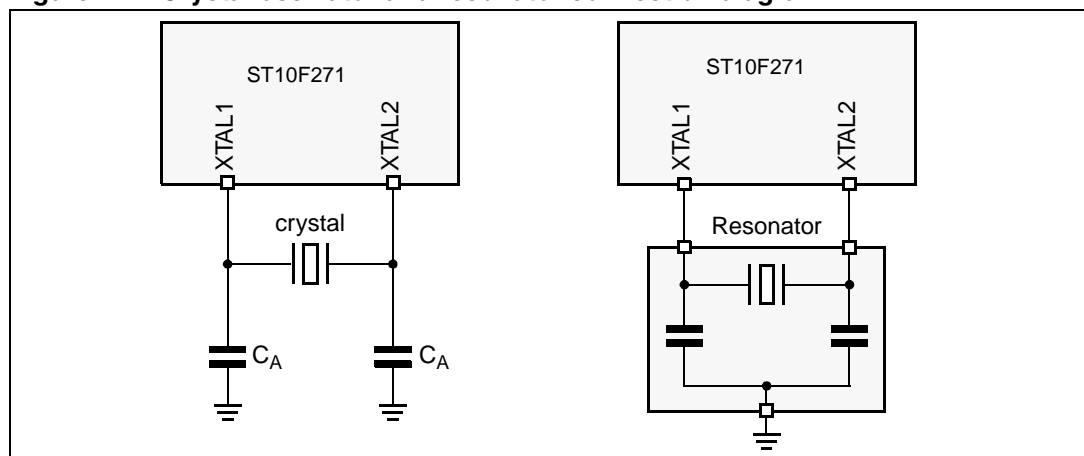 ST10F271
XTAL1
XTAL2
crystal
CA
CA
ST10F271
XTAL1
XTAL2
Resonator